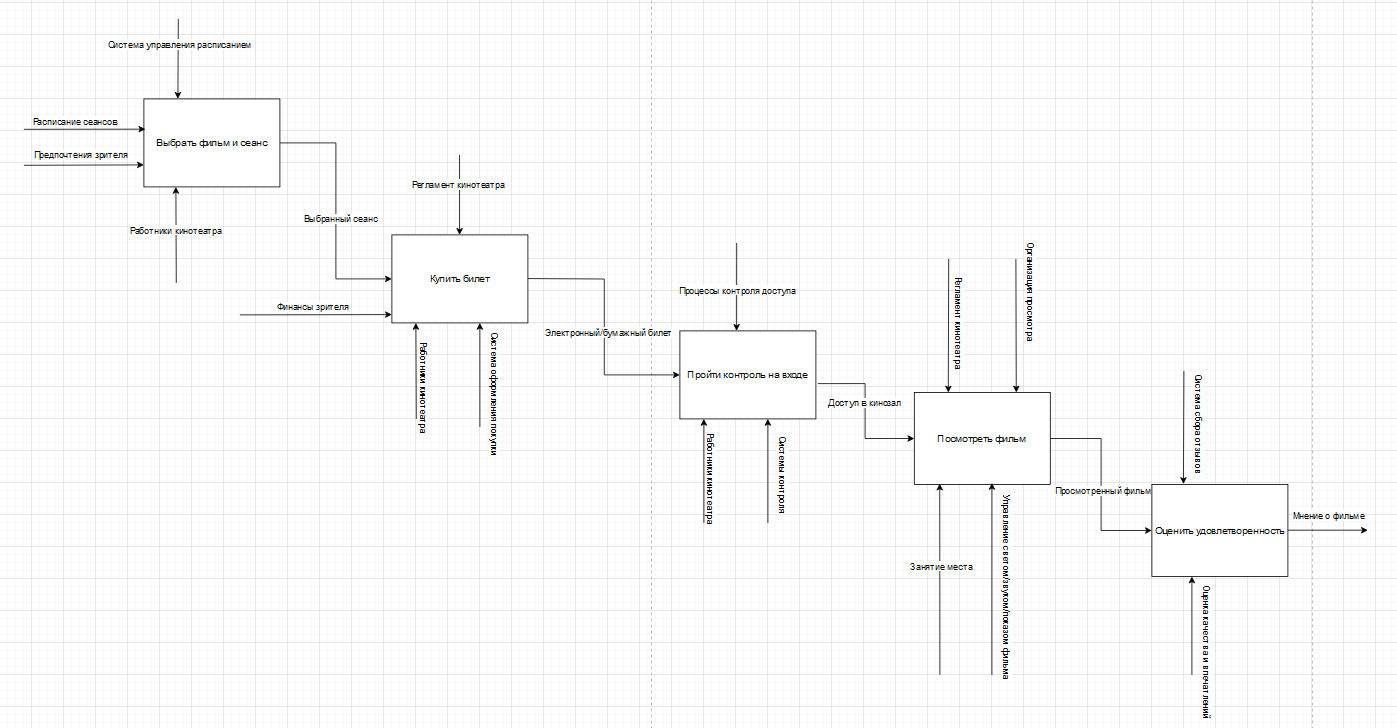 Система управления расписанием
Расписание сеансов
Предпочтения зрителя
Выбрать фильм и сеанс
Работники кинотеатра
Выбранный сеанс
Регламент кинотеатра
Купить билет
Финансы зрителя
Работники кинотеатра
Система оформления покупки
Электронный/бумажный билет
Процессы контроля доступа
Пройти контроль на входе
Работники кинотеатра
Системы контроля
Доступ в кинозал
Регламент кинотеатра
Организация просмотра
Посмотреть фильм
Занятие места
Управление светом/звуком/показом фильма
Просмотренный фильм
Система сбора отзывов
Оценить удовлетворенность
Мнение о фильме
Оценка качества и впечатлений